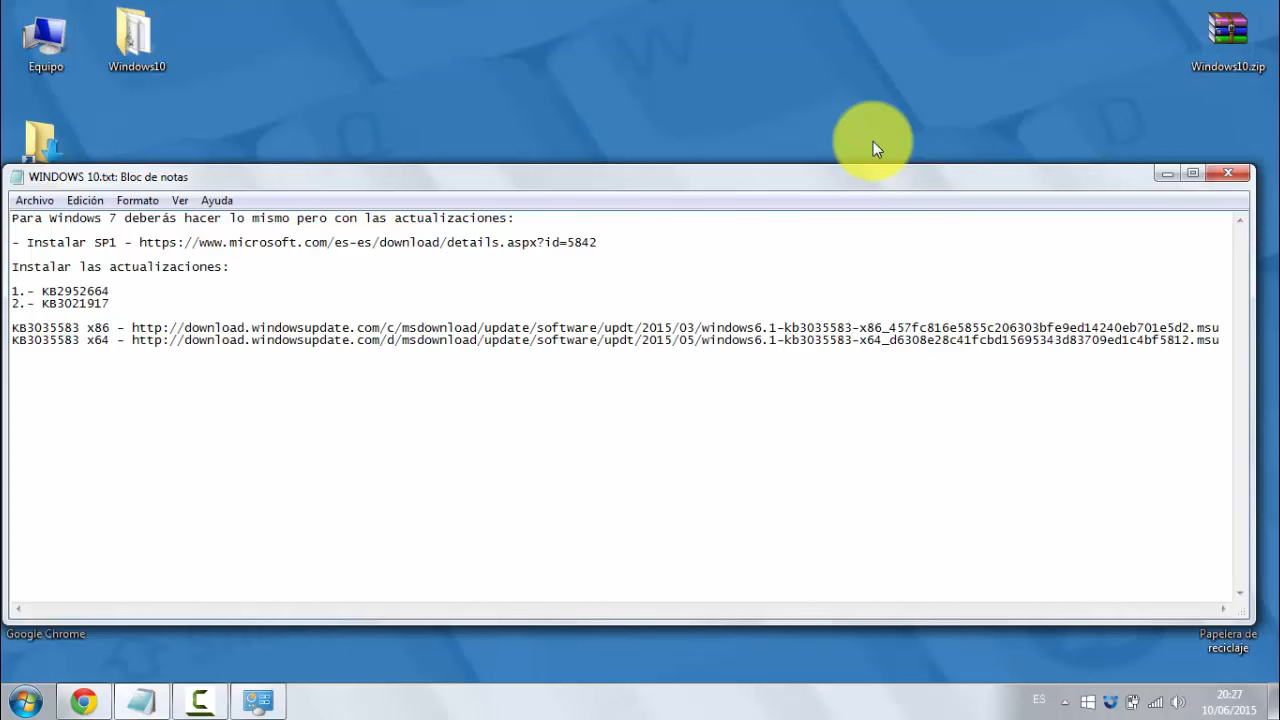 Equipo
Windows10
Windows10.zip
WINDOWS 10.txt: Bloc de notas
Archivo Edición Formato Ver Ayuda
Para Windows 7 deberás hacer lo mismo pero con las actualizaciones:
- Instalar SP1 - https://www.microsoft.com/es-es/download/details.aspx?id=5842
Instalar las actualizaciones:
1.- KB2952664
2.- KB3021917
KB3035583 x86 - http://download.windowsupdate.com/c/msdownload/update/software/updt/2015/03/windows6.1-kb3035583-x86_457fc816e5855c206303bfe9ed14240eb701e5d2.msu
KB3035583 x64 - http://download.windowsupdate.com/d/msdownload/update/software/updt/2015/05/windows6.1-kb3035583-x64_d6308e28c41fcbd15695343d83709ed1c4bf5812.msu
Google Chrome
Papelera de
reciclaje
ES
20:27
10/06/2015